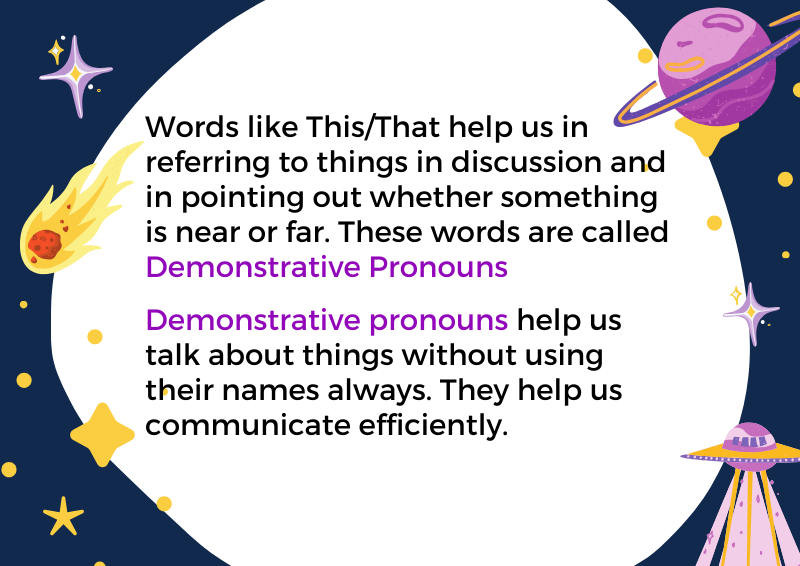 Words like This/That help us in
referring to things in discussion and
in pointing out whether something
is near or far. These words are called
Demonstrative Pronouns
Demonstrative pronouns help us
talk about things without using
their names always. They help us
communicate efficiently.